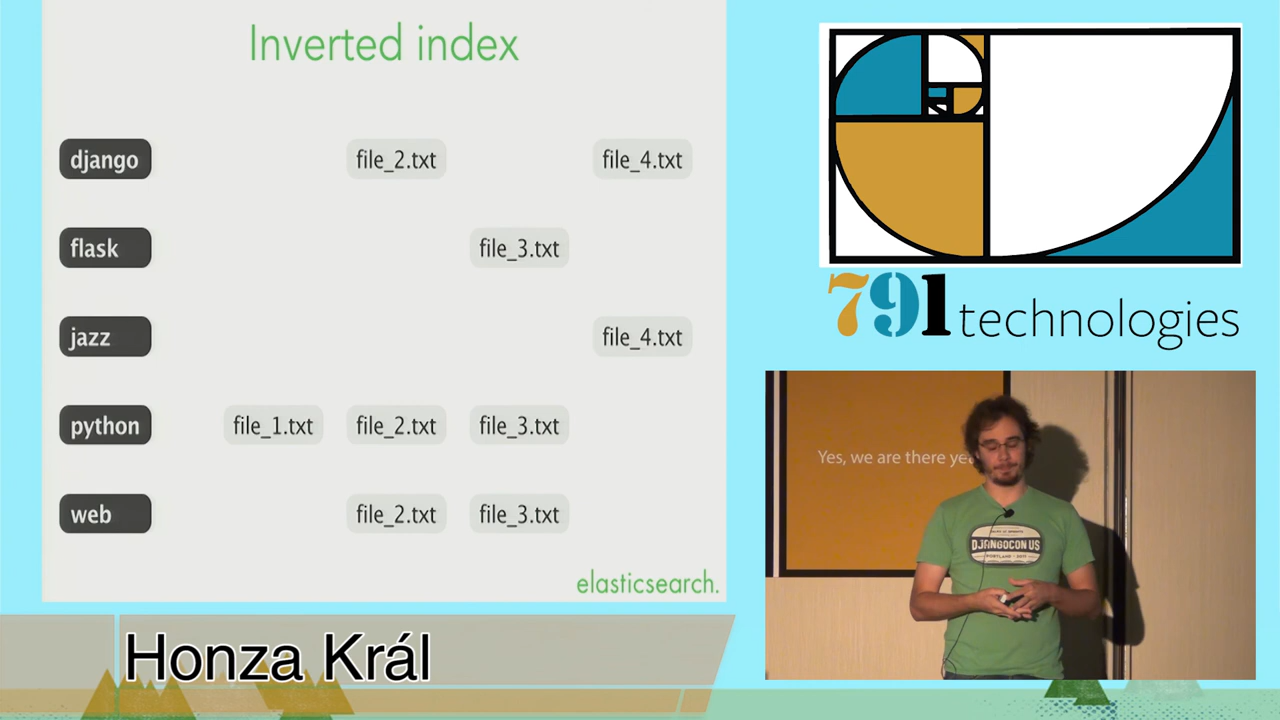 Inverted index
django file_2.txt file_4.txt
flask file_3.txt
jazz file_4.txt
python file_1.txt file_2.txt file_3.txt
web file_2.txt file_3.txt
elasticsearch.
Honza Král
791 technologies
Yes, we are there
DJANGOCON US